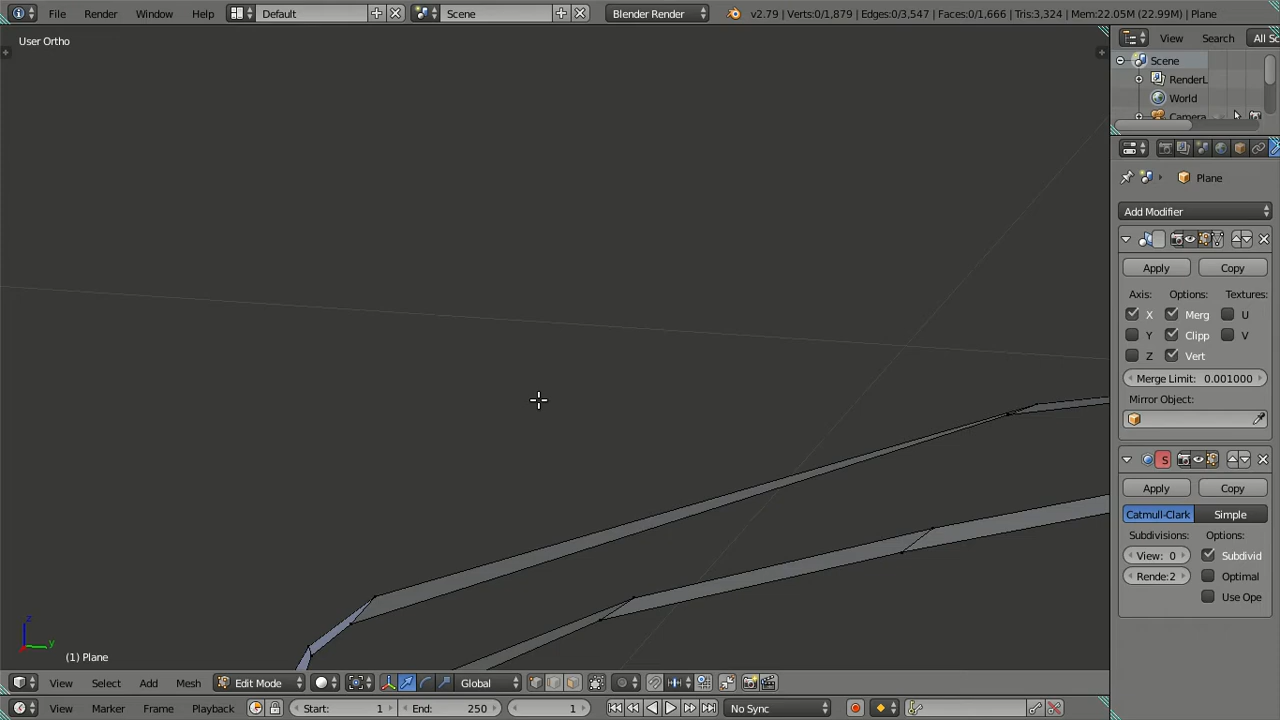 File Render Window Help Default Scene Blender Render v2.79 | Verts:0/1,879 | Edges:0/3,547 | Faces:0/1,666 | Tris:3,324 | Mem:22.05M (22.99M) | Plane
User Ortho
View Search All Sc
Scene
RenderL
World
Camera
Plane
Add Modifier
Apply Copy
Axis: Options: Textures:
X Merg U
Y Clipp V
Z Vert
Merge Limit: 0.001000
Mirror Object:
S
Apply Copy
Catmull-Clark Simple
Subdivisions: Options:
View: 0 Subdivid
Rende:2 Optimal
Use Ope
z
y
(1) Plane
View Select Add Mesh Edit Mode Global
View Marker Frame Playback Start: 1 End: 250 1 No Sync